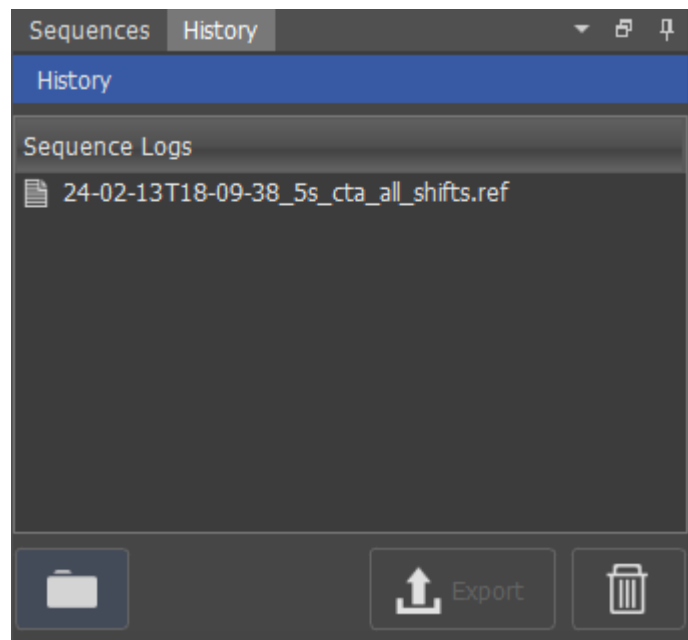 Sequences History
History
Sequence Logs
24-02-13T18-09-38_5s_cta_all_shifts.ref
Export